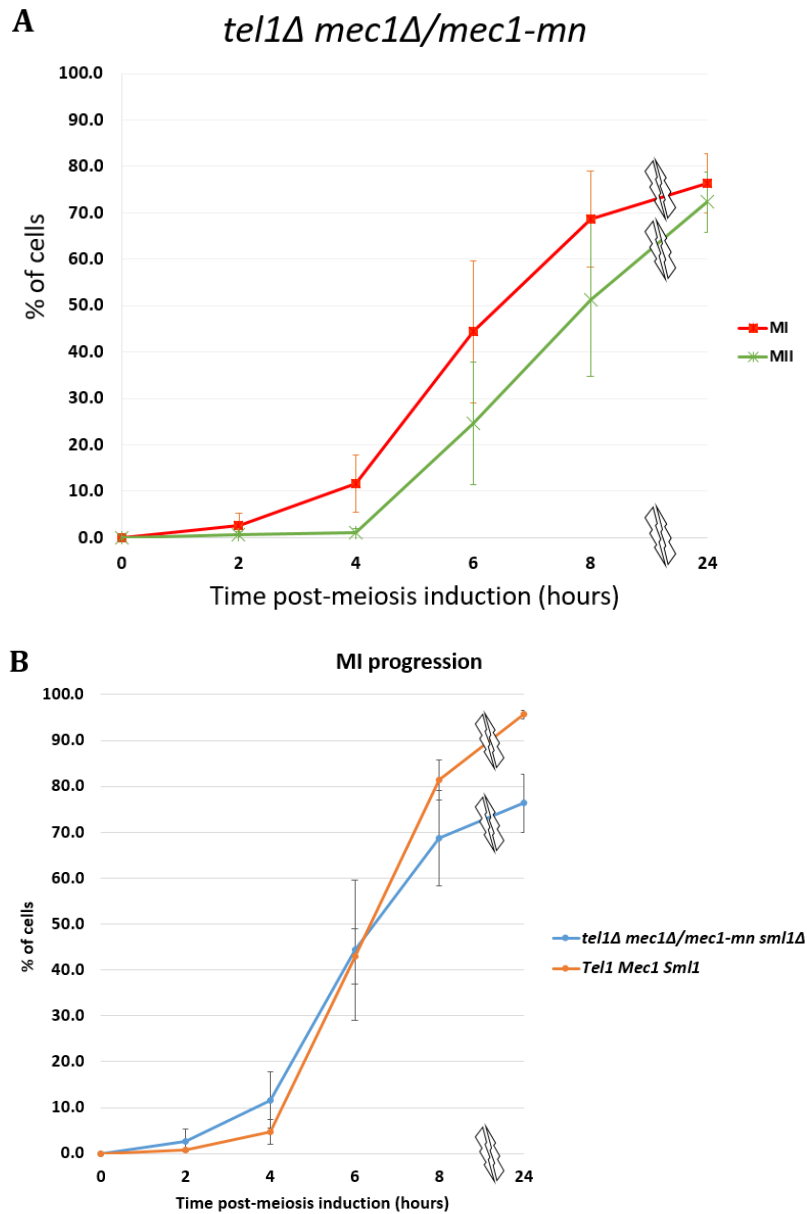 A
tel1Δ mec1Δ/mec1-mn
100.0
90.0
80.0
70.0
60.0
50.0
40.0
30.0
20.0
10.0
0.0
% of cells
0 2 4 6 8 24
Time post-meiosis induction (hours)
MI
MII
B
MI progression
100.0
90.0
80.0
70.0
60.0
50.0
40.0
30.0
20.0
10.0
0.0
% of cells
0 2 4 6 8 24
Time post-meiosis induction (hours)
tel1Δ mec1Δ/mec1-mn sml1Δ
Tel1 Mec1 Sml1